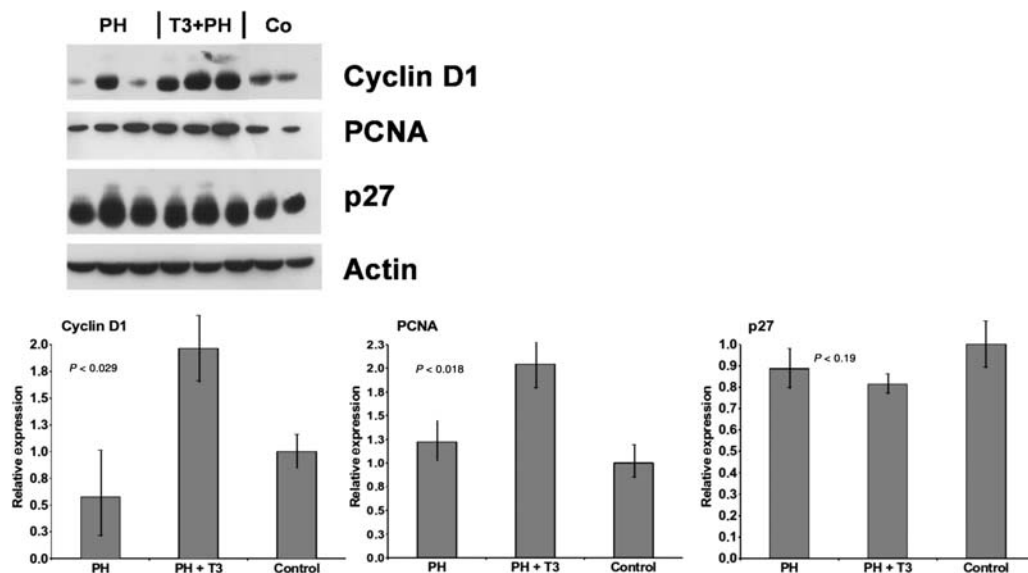 PH | T3+PH | Co
Cyclin D1
PCNA
p27
Actin
Cyclin D1
P < 0.029
Relative expression
2.0
1.8
1.5
1.3
1.0
0.8
0.5
0.3
0.0
PH
PH + T3
Control
PCNA
P < 0.018
Relative expression
2.3
2.0
1.8
1.5
1.3
1.0
0.8
0.5
0.3
0.0
PH
PH + T3
Control
p27
P < 0.19
Relative expression
1.0
0.9
0.8
0.7
0.6
0.5
0.4
0.3
0.2
0.1
0.0
PH
PH + T3
Control